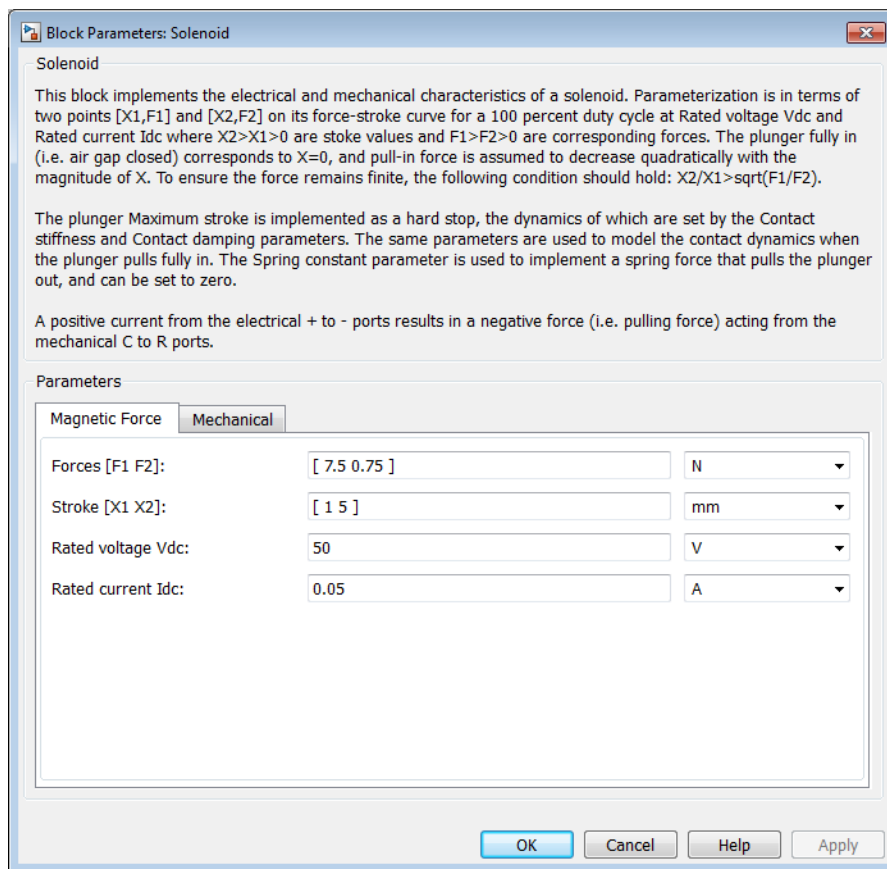 Block Parameters: Solenoid
Solenoid
This block implements the electrical and mechanical characteristics of a solenoid. Parameterization is in terms of
two points [X1,F1] and [X2,F2] on its force-stroke curve for a 100 percent duty cycle at Rated voltage Vdc and
Rated current Idc where X2>X1>0 are stoke values and F1>F2>0 are corresponding forces. The plunger fully in
(i.e. air gap closed) corresponds to X=0, and pull-in force is assumed to decrease quadratically with the
magnitude of X. To ensure the force remains finite, the following condition should hold: X2/X1>sqrt(F1/F2).
The plunger Maximum stroke is implemented as a hard stop, the dynamics of which are set by the Contact
stiffness and Contact damping parameters. The same parameters are used to model the contact dynamics when
the plunger pulls fully in. The Spring constant parameter is used to implement a spring force that pulls the plunger
out, and can be set to zero.
A positive current from the electrical + to - ports results in a negative force (i.e. pulling force) acting from the
mechanical C to R ports.
Parameters
Magnetic Force Mechanical
Forces [F1 F2]: [ 7.5 0.75 ] N
Stroke [X1 X2]: [ 1 5 ] mm
Rated voltage Vdc: 50 V
Rated current Idc: 0.05 A
OK Cancel Help Apply